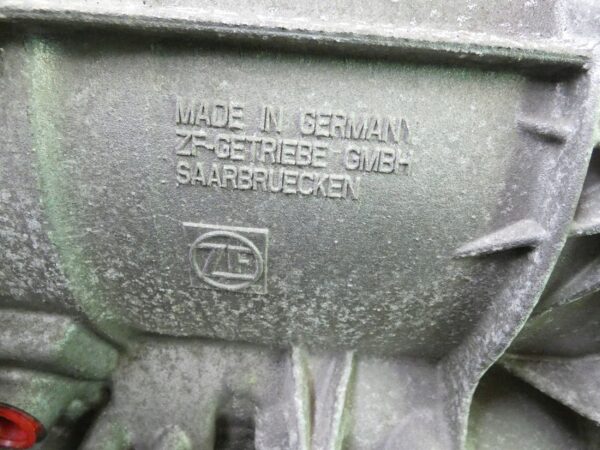 MADE IN GERMANY
ZF-GETRIEBE GMBH
SAARBRUECKEN
ZF